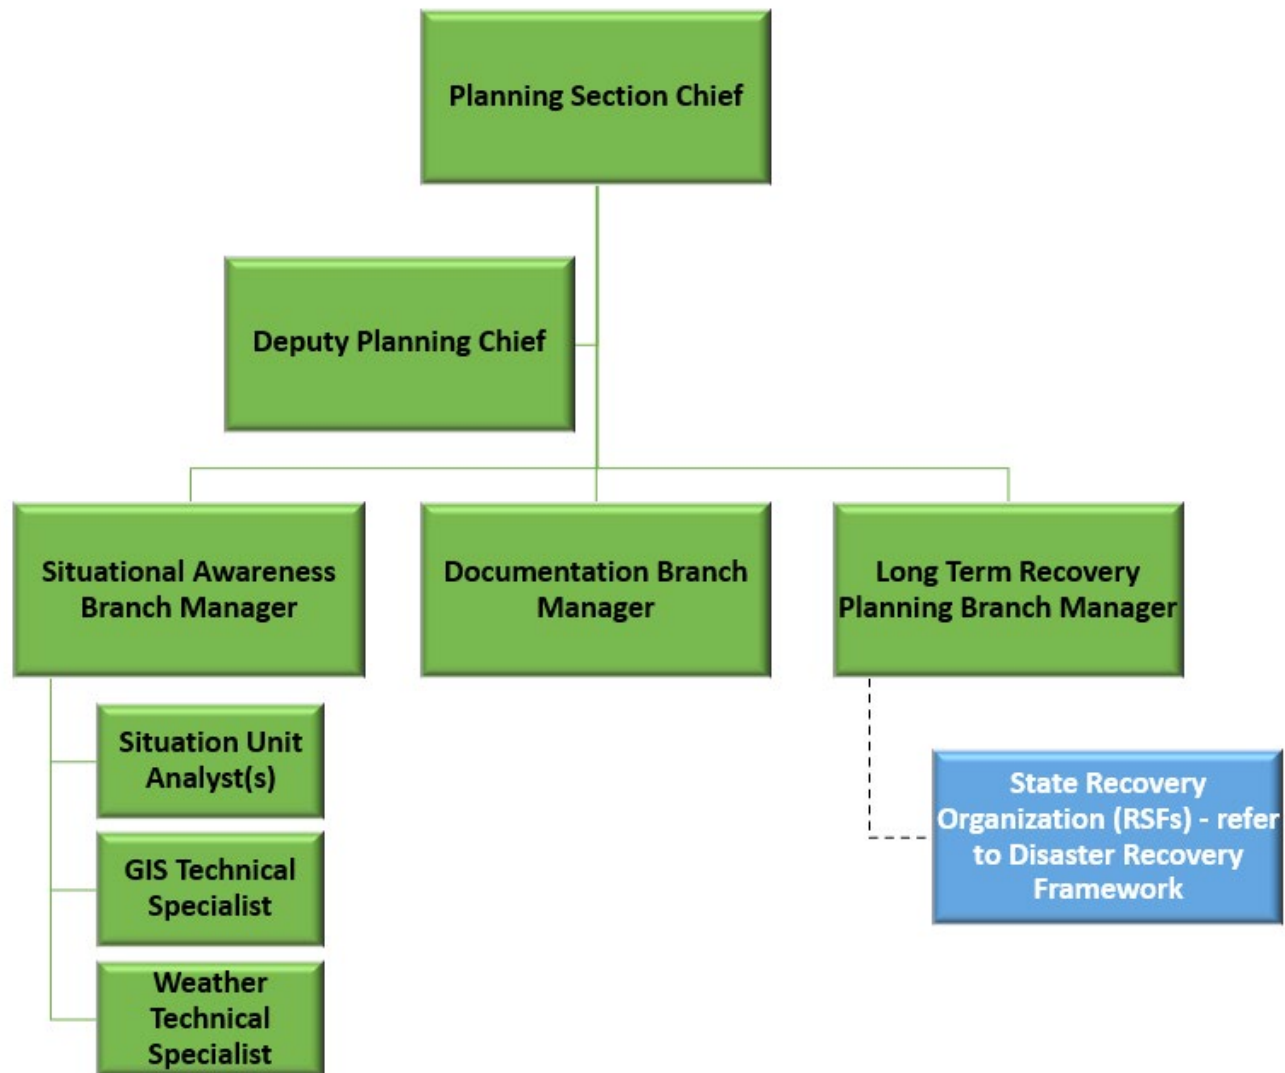 Planning Section Chief
Deputy Planning Chief
Situational Awareness
Branch Manager
Documentation Branch
Manager
Long Term Recovery
Planning Branch Manager
Situation Unit
Analyst(s)
GIS Technical
Specialist
Weather
Technical
Specialist
State Recovery
Organization (RSFs) - refer
to Disaster Recovery
Framework